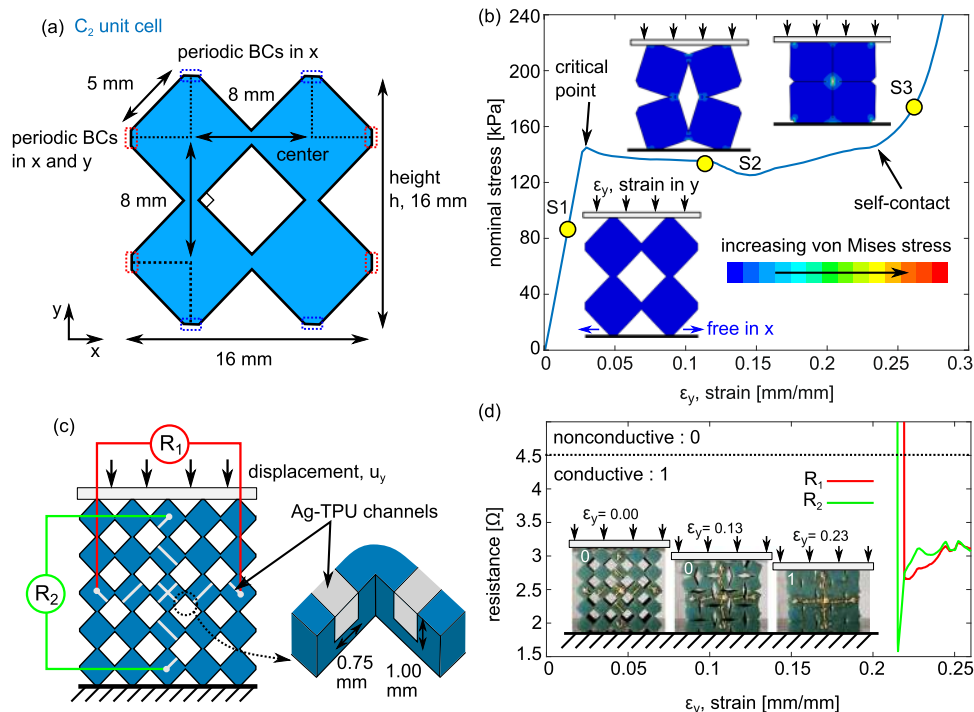 (a) C₂ unit cell
periodic BCs in x
5 mm
8 mm
periodic BCs
in x and y
center
8 mm
height
h, 16 mm
y
x
16 mm
(b)
240
200
160
120
80
40
0
nominal stress [kPa]
critical
point
S1
S2
S3
self-contact
εy, strain in y
increasing von Mises stress
free in x
0
0.05
0.1
0.15
0.2
0.25
0.3
εy, strain [mm/mm]
(c)
R₁
displacement, uy
Ag-TPU channels
R₂
0.75
mm
1.00
mm
(d)
nonconductive : 0
conductive : 1
4.5
4
3.5
3
2.5
2
1.5
resistance [Ω]
R₁
R₂
εy= 0.00
εy= 0.13
εy= 0.23
0
0
1
0
0.05
0.1
0.15
0.2
0.26
εy, strain [mm/mm]